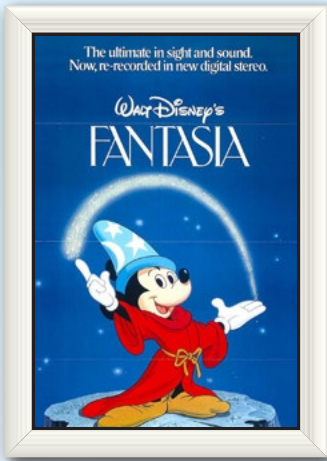 The ultimate in sight and sound.
Now, re-recorded in new digital stereo.
WALT DISNEY'S
FANTASIA